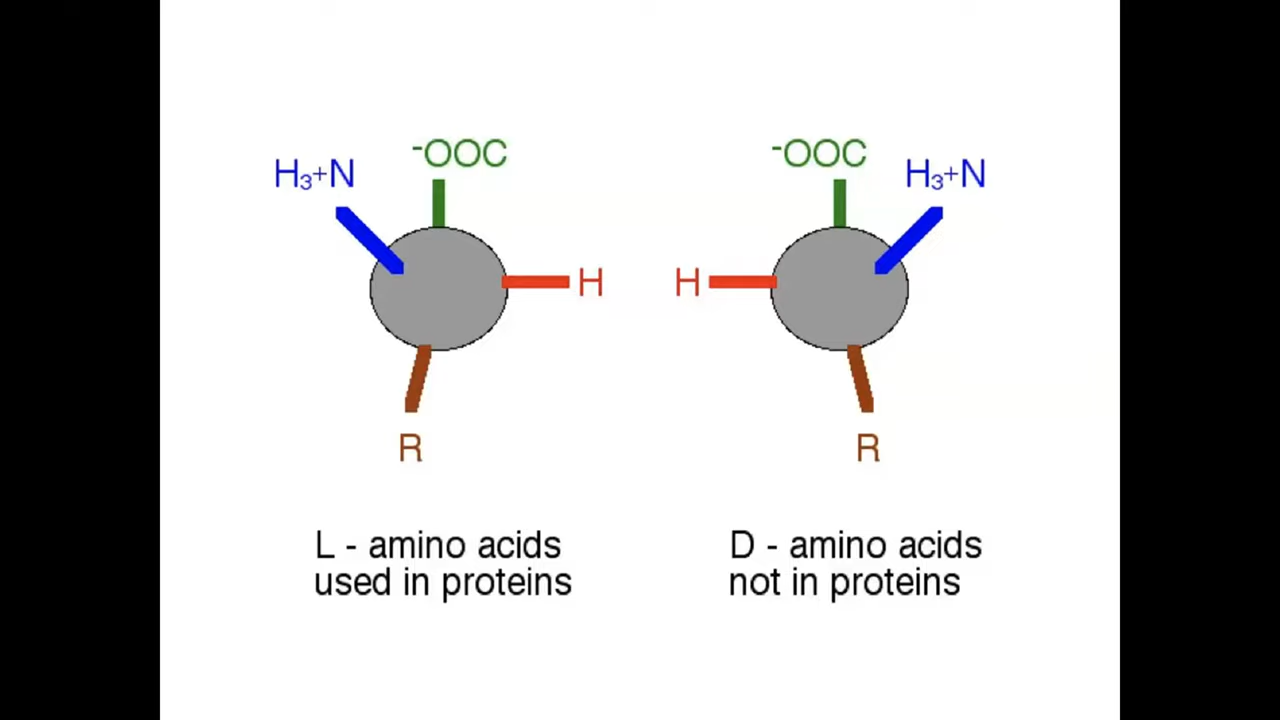 ⁻OOC
H₃⁺N
H
R
L - amino acids
used in proteins
⁻OOC
H₃⁺N
H
R
D - amino acids
not in proteins